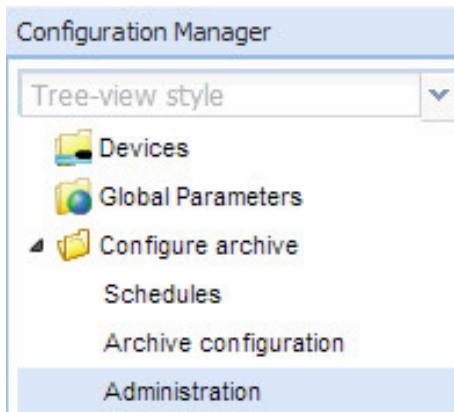 Configuration Manager
Tree-view style
Devices
Global Parameters
Configure archive
Schedules
Archive configuration
Administration